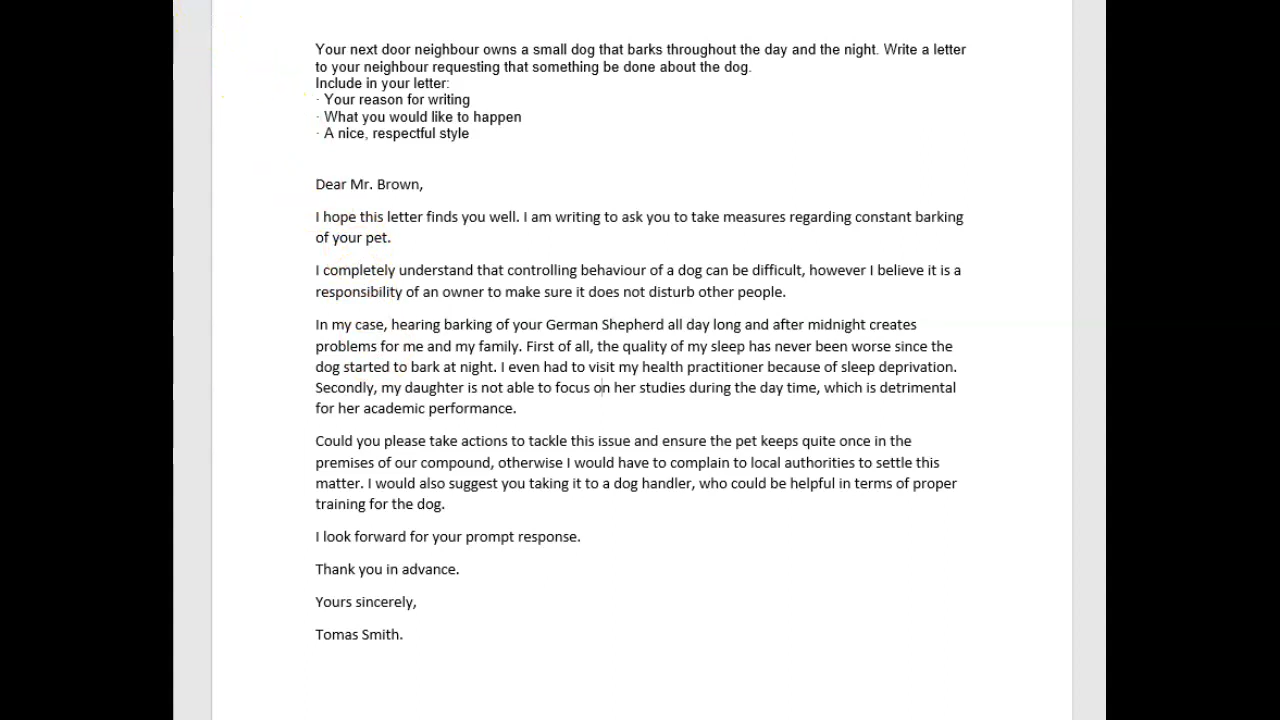 Your next door neighbour owns a small dog that barks throughout the day and the night. Write a letter
to your neighbour requesting that something be done about the dog.
Include in your letter:
· Your reason for writing
· What you would like to happen
· A nice, respectful style
Dear Mr. Brown,
I hope this letter finds you well. I am writing to ask you to take measures regarding constant barking
of your pet.
I completely understand that controlling behaviour of a dog can be difficult, however I believe it is a
responsibility of an owner to make sure it does not disturb other people.
In my case, hearing barking of your German Shepherd all day long and after midnight creates
problems for me and my family. First of all, the quality of my sleep has never been worse since the
dog started to bark at night. I even had to visit my health practitioner because of sleep deprivation.
Secondly, my daughter is not able to focus on her studies during the day time, which is detrimental
for her academic performance.
Could you please take actions to tackle this issue and ensure the pet keeps quite once in the
premises of our compound, otherwise I would have to complain to local authorities to settle this
matter. I would also suggest you taking it to a dog handler, who could be helpful in terms of proper
training for the dog.
I look forward for your prompt response.
Thank you in advance.
Yours sincerely,
Tomas Smith.